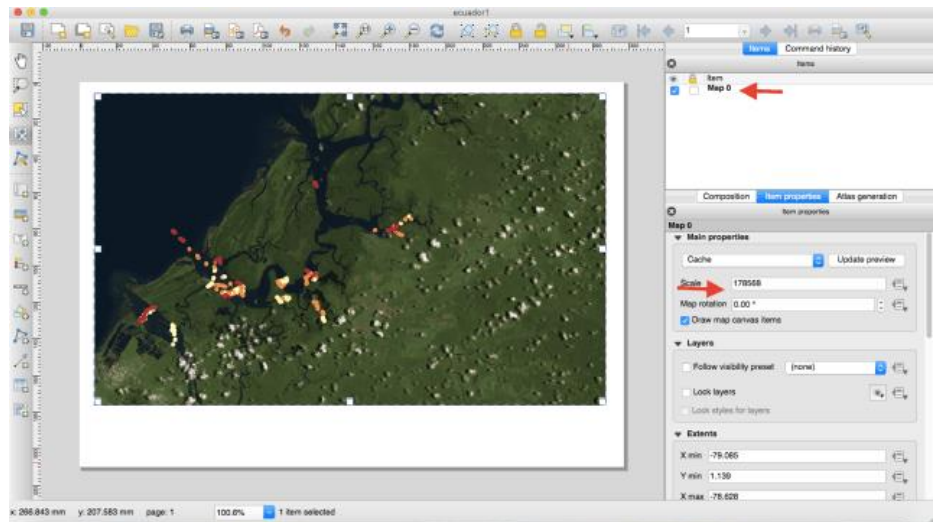 ecuador1
1
Items Command history
Items
Item
Map 0
Composition Item properties Atlas generation
Item properties
Map 0
Main properties
Cache Update preview
Scale 178568
Map rotation 0.00 °
Draw map canvas items
Layers
Follow visibility preset (none)
Lock layers
Lock styles for layers
Extents
X min -79.085
Y min 1.139
X max -78.628
x: 266.843 mm y: 207.583 mm page: 1 100.0% 1 item selected